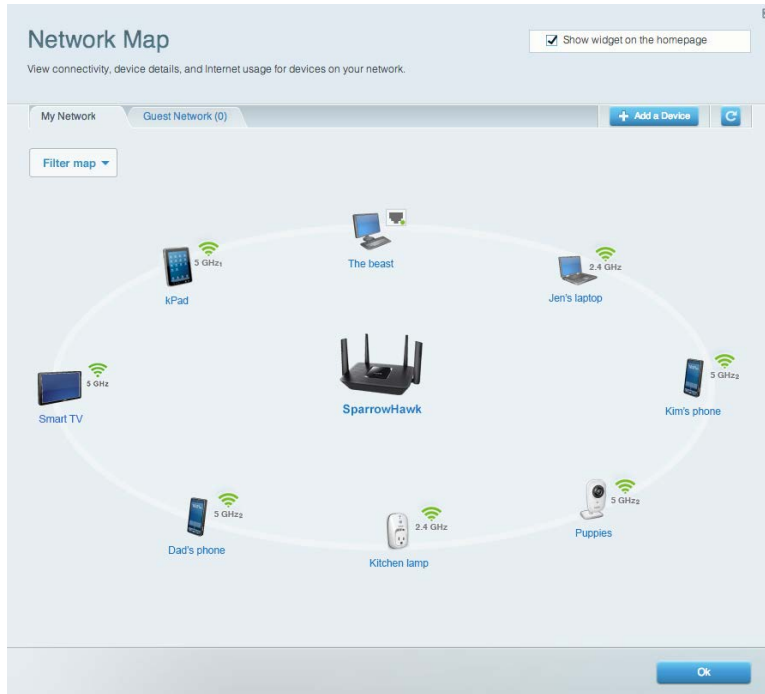 Network Map
Show widget on the homepage
View connectivity, device details, and Internet usage for devices on your network.
My Network
Guest Network (0)
+ Add a Device
Filter map
The beast
5 GHz1
kPad
2.4 GHz
Jen's laptop
5 GHz
Smart TV
SparrowHawk
5 GHz2
Kim's phone
5 GHz2
Dad's phone
2.4 GHz
Kitchen lamp
5 GHz2
Puppies
Ok